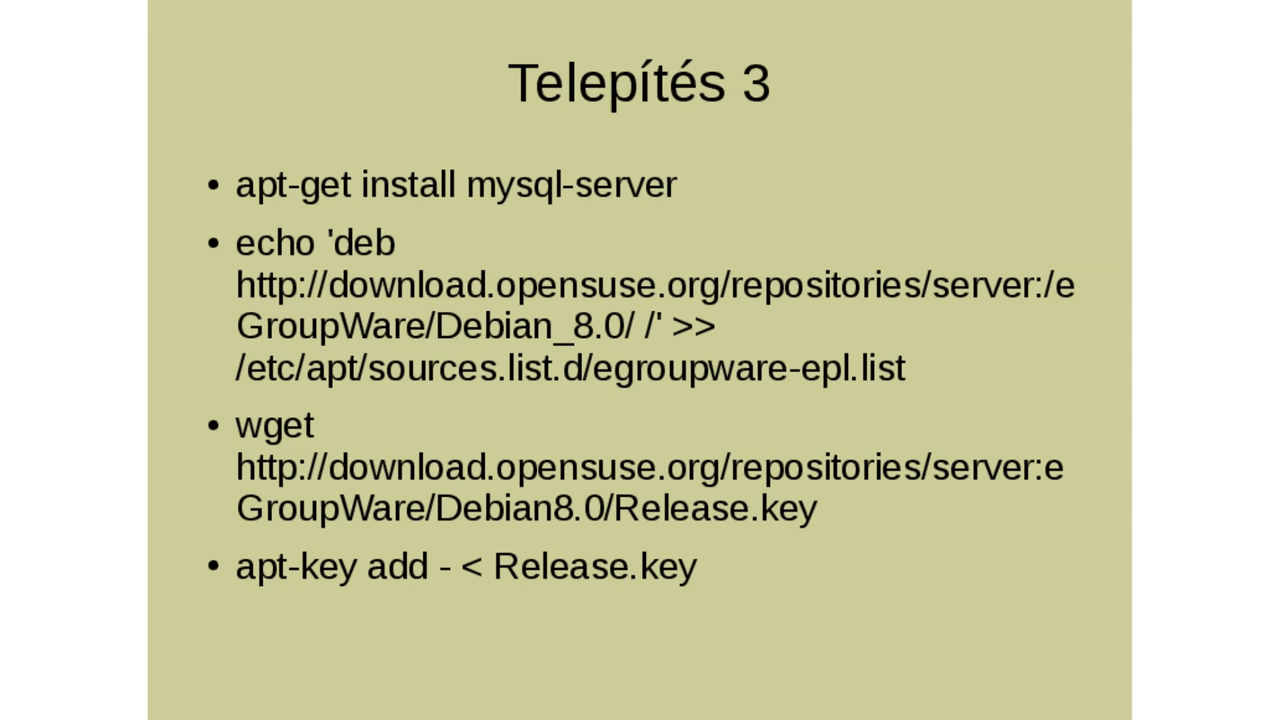 Telepítés 3
• apt-get install mysql-server
• echo 'deb
http://download.opensuse.org/repositories/server:/e
GroupWare/Debian_8.0/ /' >>
/etc/apt/sources.list.d/egroupware-epl.list
• wget
http://download.opensuse.org/repositories/server:e
GroupWare/Debian8.0/Release.key
• apt-key add - < Release.key